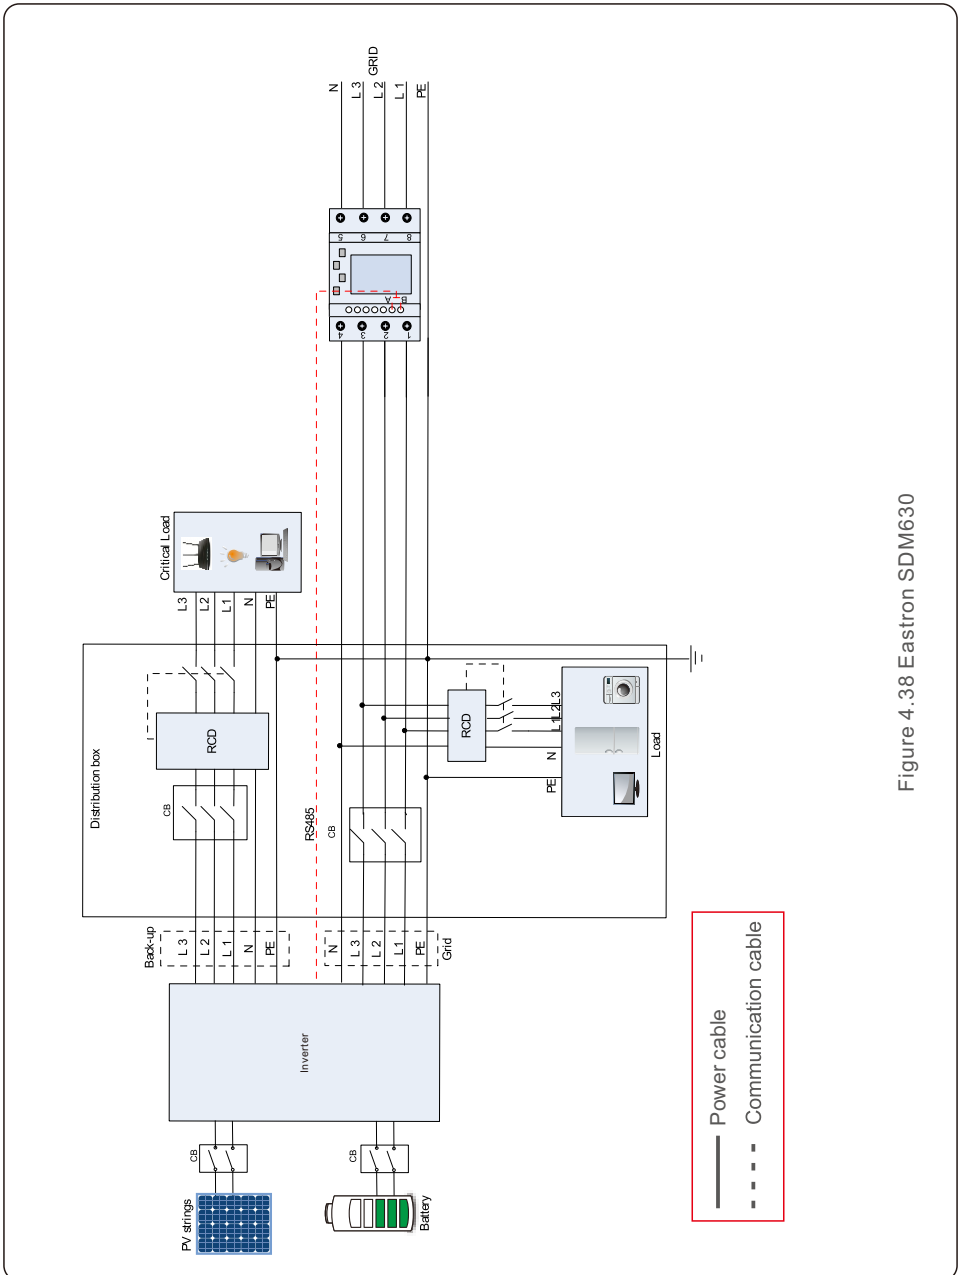 GRID
N
L 3
L 2
L 1
PE
5
6
7
8
A
B
4
3
2
1
Critical Load
L3
L2
L1
N
PE
Distribution box
RCD
CB
RS485
CB
RCD
L1
L2
L3
N
PE
Load
Back-up
L 3
L 2
L 1
N
PE
N
L 3
L 2
L1
PE
Grid
Inverter
CB
PV strings
CB
Battery
Power cable
Communication cable
Figure 4.38 Eastron SDM630